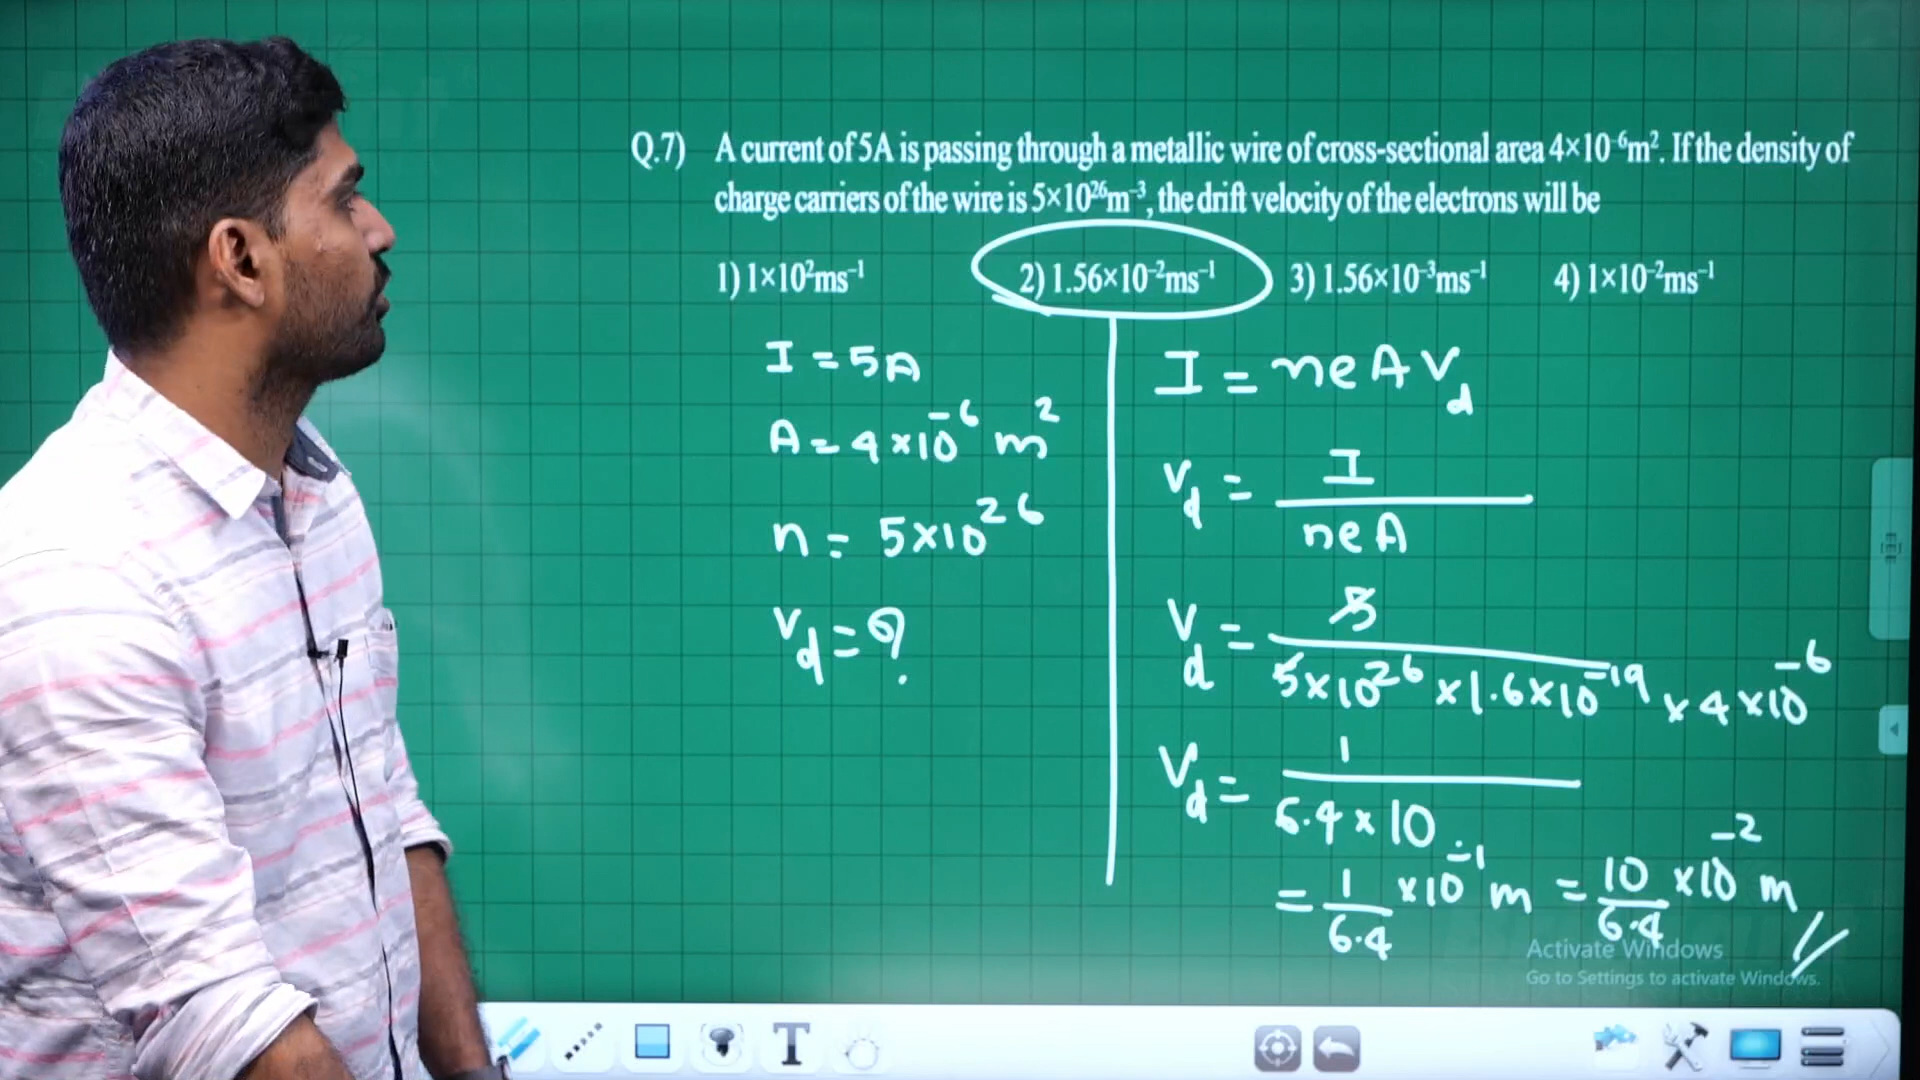 Q.7) A current of 5A is passing through a metallic wire of cross-sectional area 4×10⁻⁶m². If the density of
charge carriers of the wire is 5×10²⁶m⁻³, the drift velocity of the electrons will be
1) 1×10²ms⁻¹ 2) 1.56×10⁻²ms⁻¹ 3) 1.56×10⁻³ms⁻¹ 4) 1×10⁻²ms⁻¹
I = 5A
A = 4×10⁻⁶ m²
n = 5×10²⁶
V_d = ?
I = neAV_d
V_d = I / neA
V_d = 5 / 5×10²⁶ ×1.6×10⁻¹⁹ ×4×10⁻⁶
V_d = 1 / 6.4×10
= 1/6.4 ×10⁻¹ m = 10/6.4 ×10⁻² m
Activate Windows
Go to Settings to activate Windows.
T